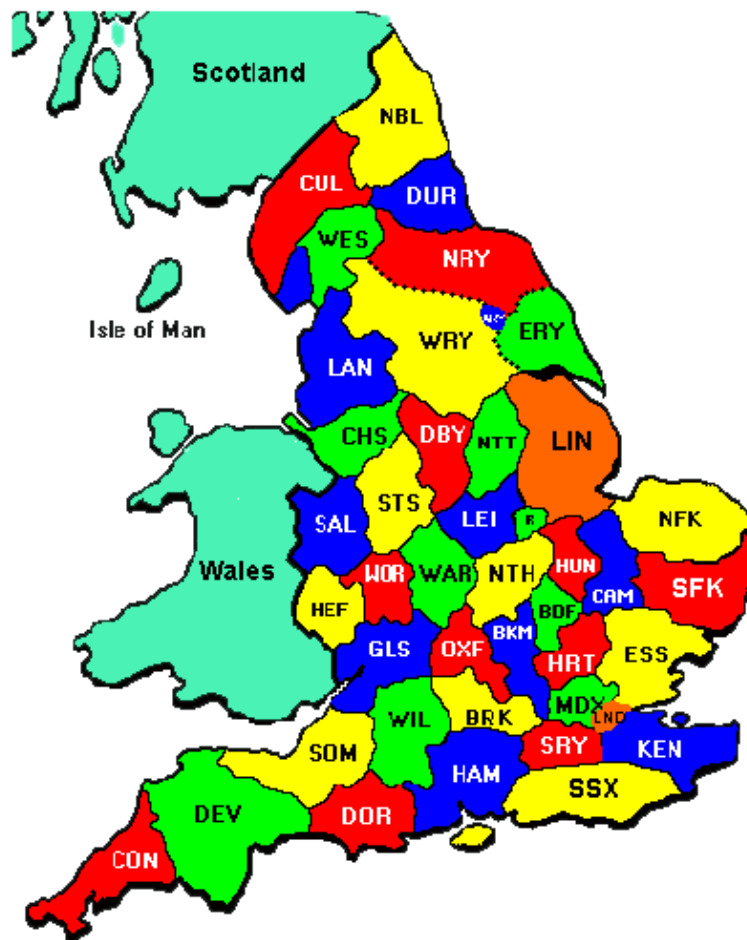 Scotland
NBL
CUL
DUR
WES
NRY
Isle of Man
WRY
ERY
LAN
CHS
DBY
NTT
LIN
STS
SAL
LEI
R
NFK
Wales
WOR
WAR
NTH
HUN
CAM
SFK
HEF
BDF
GLS
OXF
BKM
HRT
ESS
WIL
BRK
MDX
LND
SOM
SRY
KEN
HAM
SSX
DEV
DOR
CON